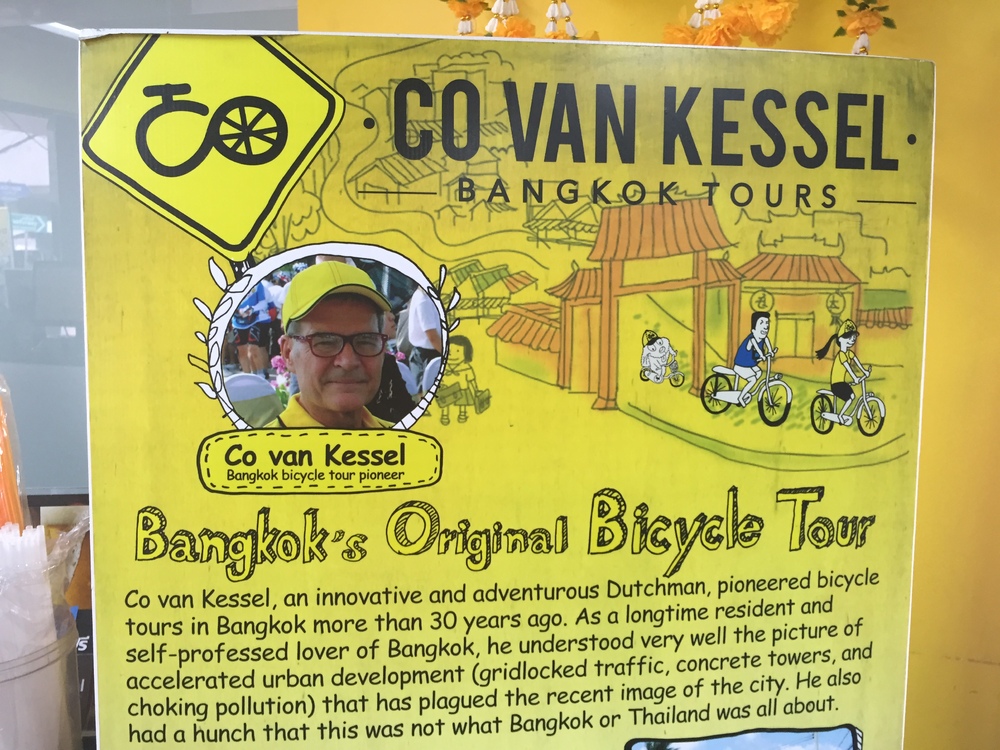 CO VAN KESSEL
BANGKOK TOURS
Co van Kessel
Bangkok bicycle tour pioneer
Bangkok's Original Bicycle Tour
Co van Kessel, an innovative and adventurous Dutchman, pioneered bicycle
tours in Bangkok more than 30 years ago. As a longtime resident and
self-professed lover of Bangkok, he understood very well the picture of
accelerated urban development (gridlocked traffic, concrete towers, and
choking pollution) that has plagued the recent image of the city. He also
had a hunch that this was not what Bangkok or Thailand was all about.